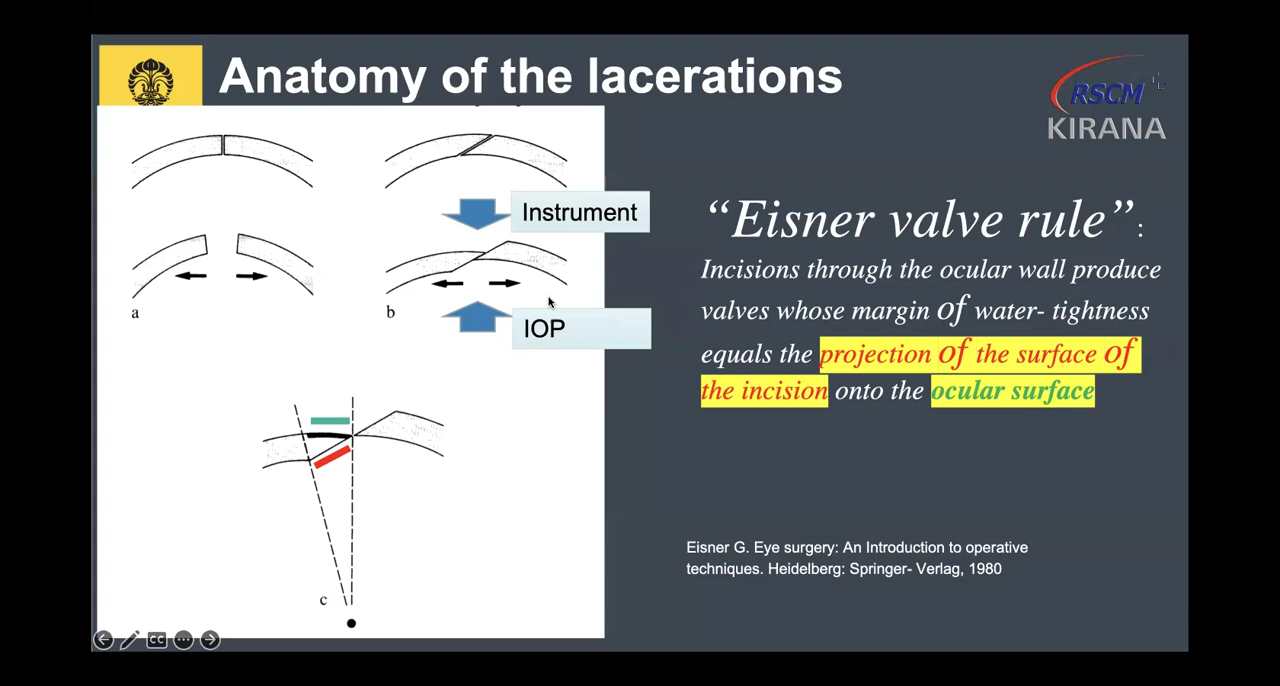 Anatomy of the lacerations
RSCM
KIRANA
Instrument
a
b
IOP
c
“Eisner valve rule”:
Incisions through the ocular wall produce
valves whose margin of water- tightness
equals the projection of the surface of
the incision onto the ocular surface
Eisner G. Eye surgery: An Introduction to operative
techniques. Heidelberg: Springer- Verlag, 1980
CC